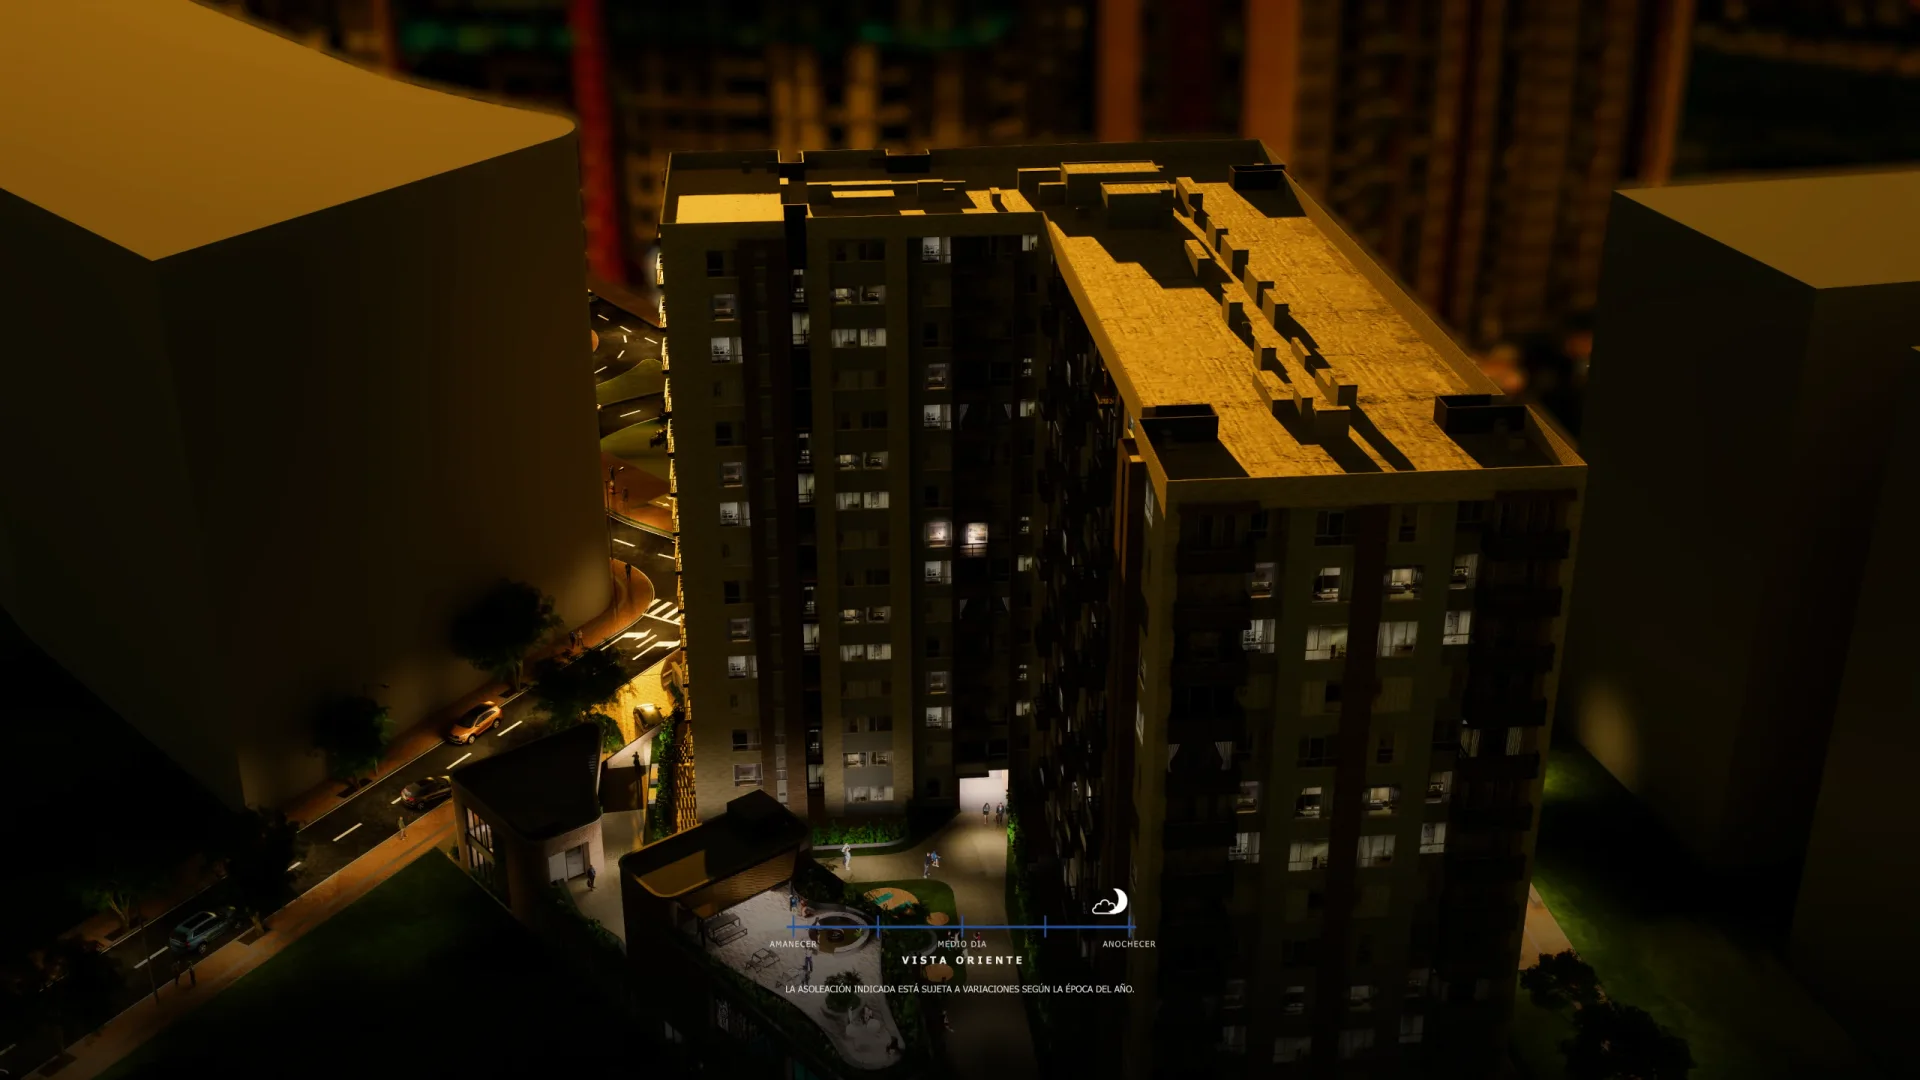 AMANECER MEDIO DIA ANOCHECER
VISTA ORIENTE
LA ASOLEACIÓN INDICADA ESTÁ SUJETA A VARIACIONES SEGÚN LA ÉPOCA DEL AÑO.